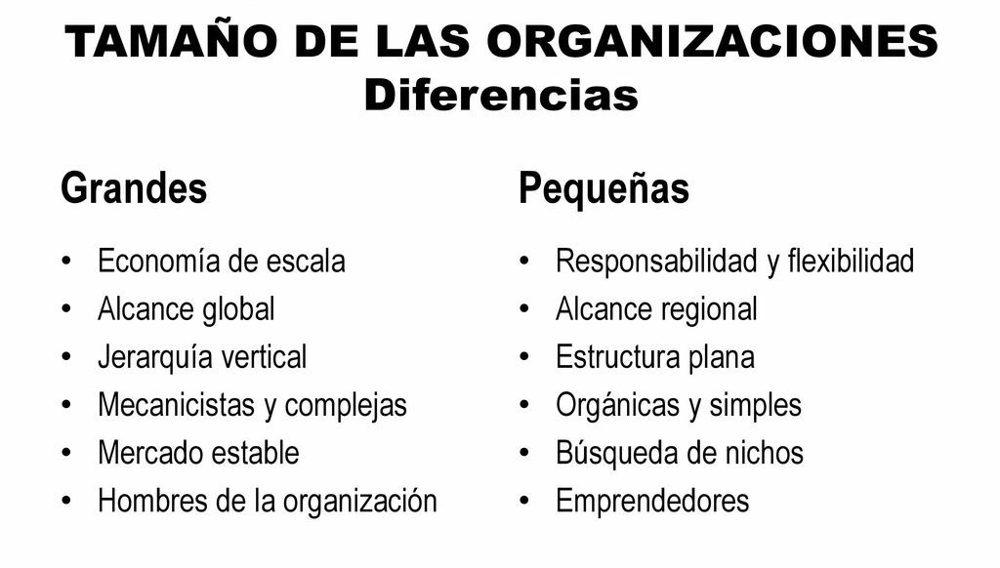 TAMAÑO DE LAS ORGANIZACIONES
Diferencias
Grandes
• Economía de escala
• Alcance global
• Jerarquía vertical
• Mecanicistas y complejas
• Mercado estable
• Hombres de la organización
Pequeñas
• Responsabilidad y flexibilidad
• Alcance regional
• Estructura plana
• Orgánicas y simples
• Búsqueda de nichos
• Emprendedores